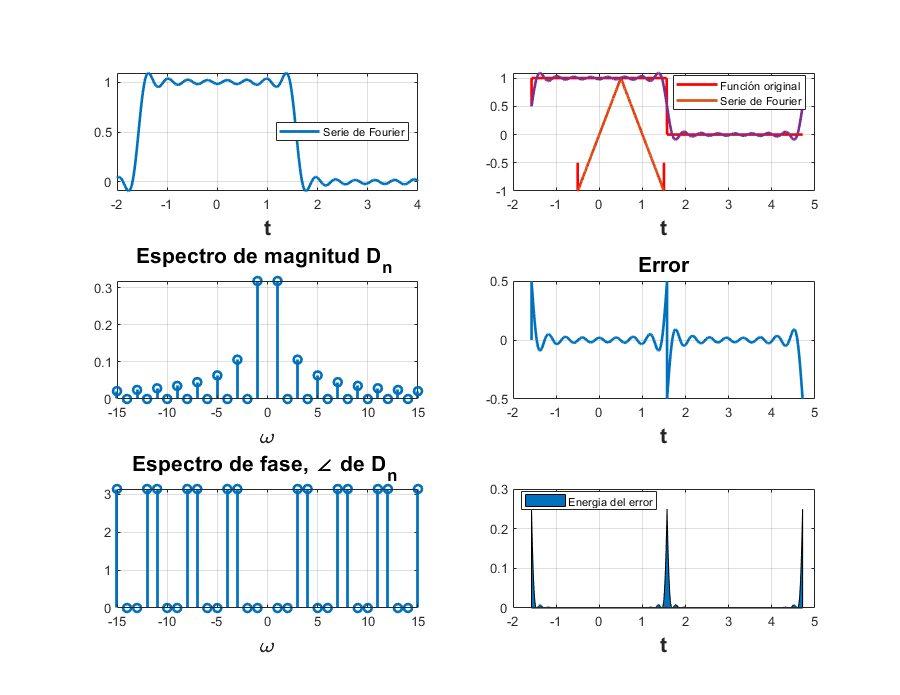 1
0.5
0
Serie de Fourier
-2 -1 0 1 2 3 4
t
1
0.5
0
-0.5
-1
Función original
Serie de Fourier
-2 -1 0 1 2 3 4 5
t
Espectro de magnitud Dn
0.3
0.2
0.1
0
-15 -10 -5 0 5 10 15
ω
Error
0.5
0
-0.5
-2 -1 0 1 2 3 4 5
t
Espectro de fase, ∠ de Dn
3
2
1
0
-15 -10 -5 0 5 10 15
ω
0.3
0.2
0.1
0
Energia del error
-2 -1 0 1 2 3 4 5
t